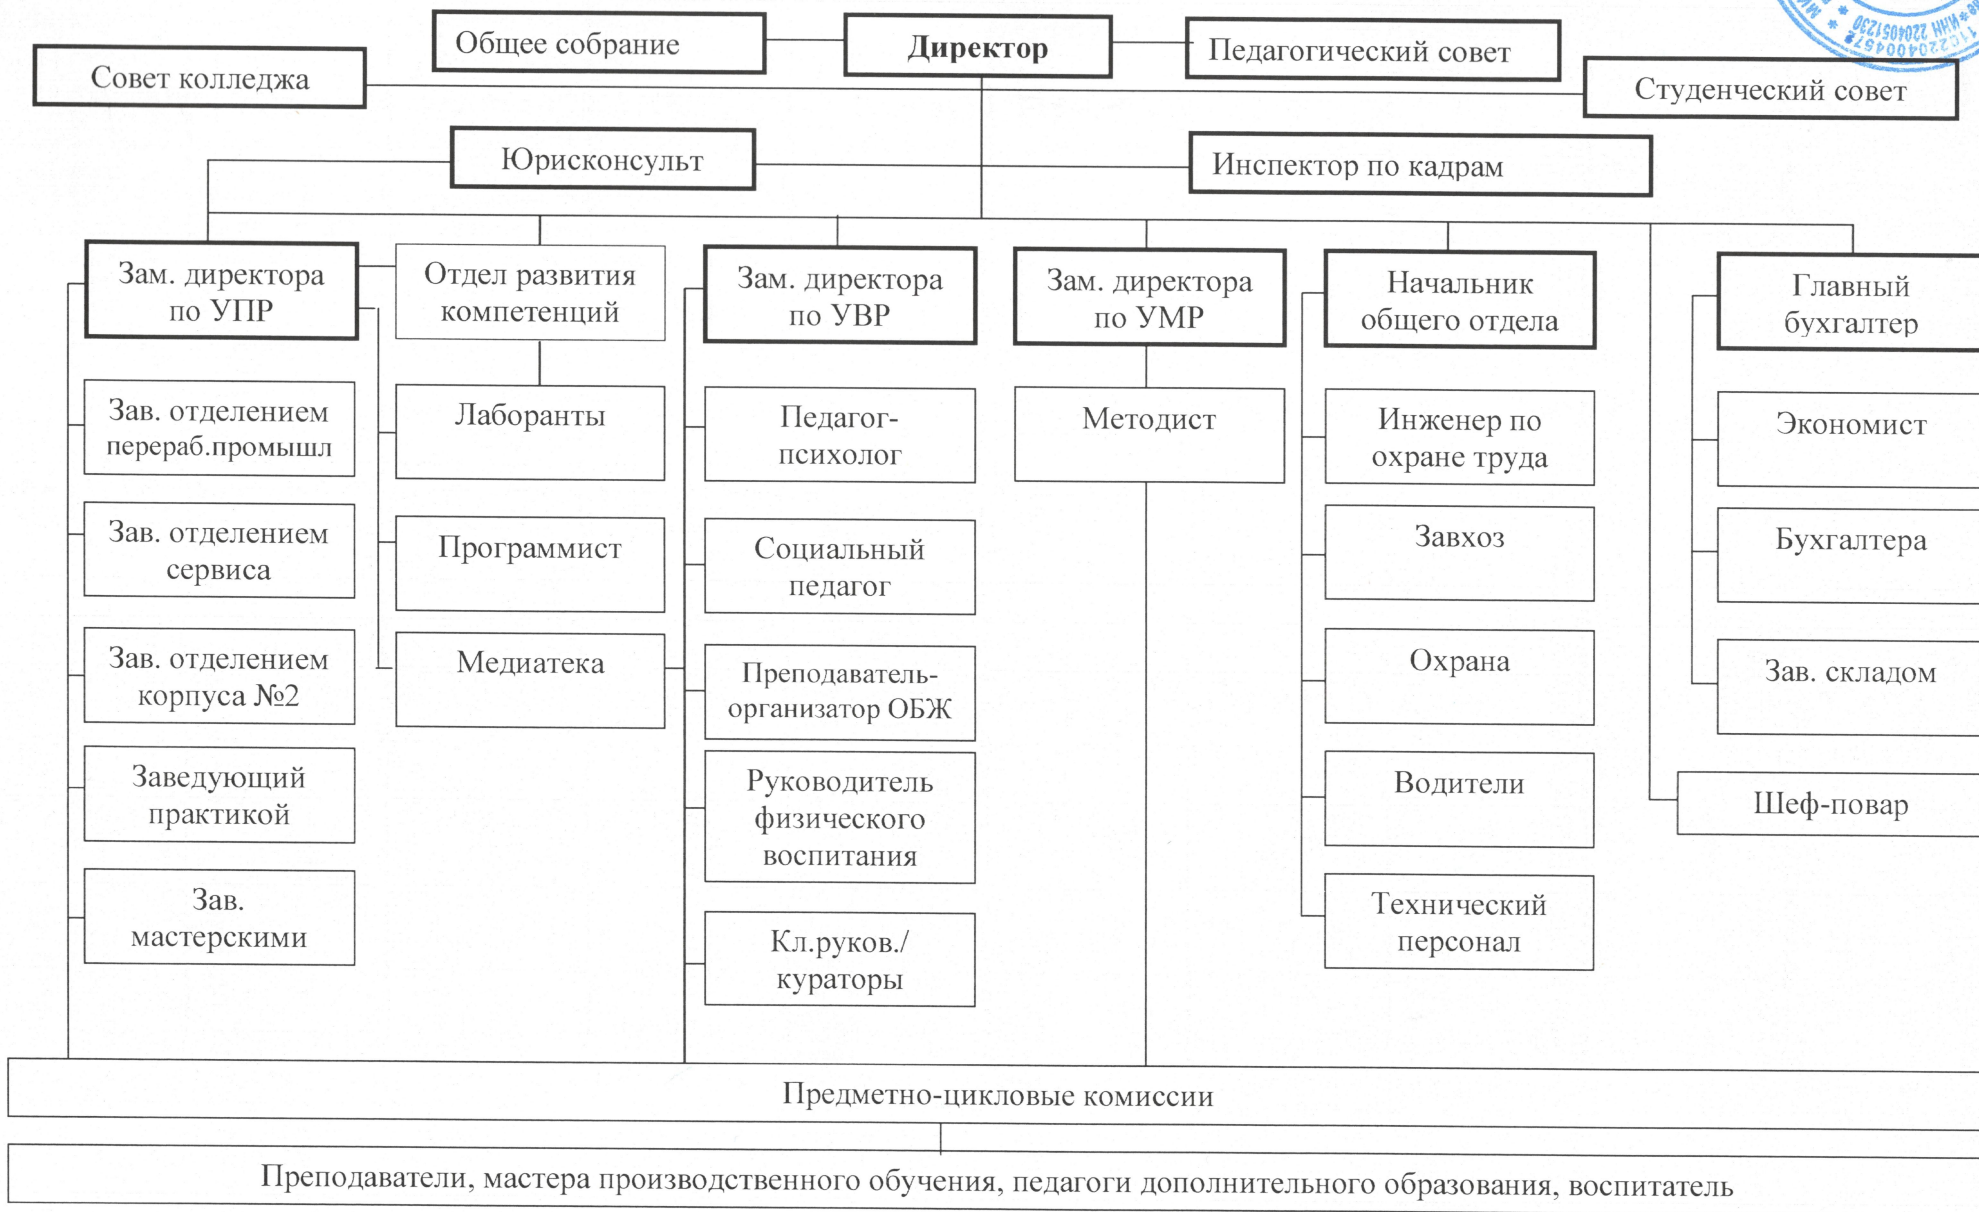 Общее собрание
Директор
Педагогический совет
Совет колледжа
Студенческий совет
Юрисконсульт
Инспектор по кадрам
Зам. директора
по УПР
Отдел развития
компетенций
Зам. директора
по УВР
Зам. директора
по УМР
Начальник
общего отдела
Главный
бухгалтер
Зав. отделением
перераб.промышл
Лаборанты
Педагог-
психолог
Методист
Инженер по
охране труда
Экономист
Зав. отделением
сервиса
Программист
Социальный
педагог
Завхоз
Бухгалтера
Зав. отделением
корпуса №2
Медиатека
Преподаватель-
организатор ОБЖ
Охрана
Зав. складом
Заведующий
практикой
Руководитель
физического
воспитания
Водители
Шеф-повар
Зав.
мастерскими
Кл.руков./
кураторы
Технический
персонал
Предметно-цикловые комиссии
Преподаватели, мастера производственного обучения, педагоги дополнительного образования, воспитатель